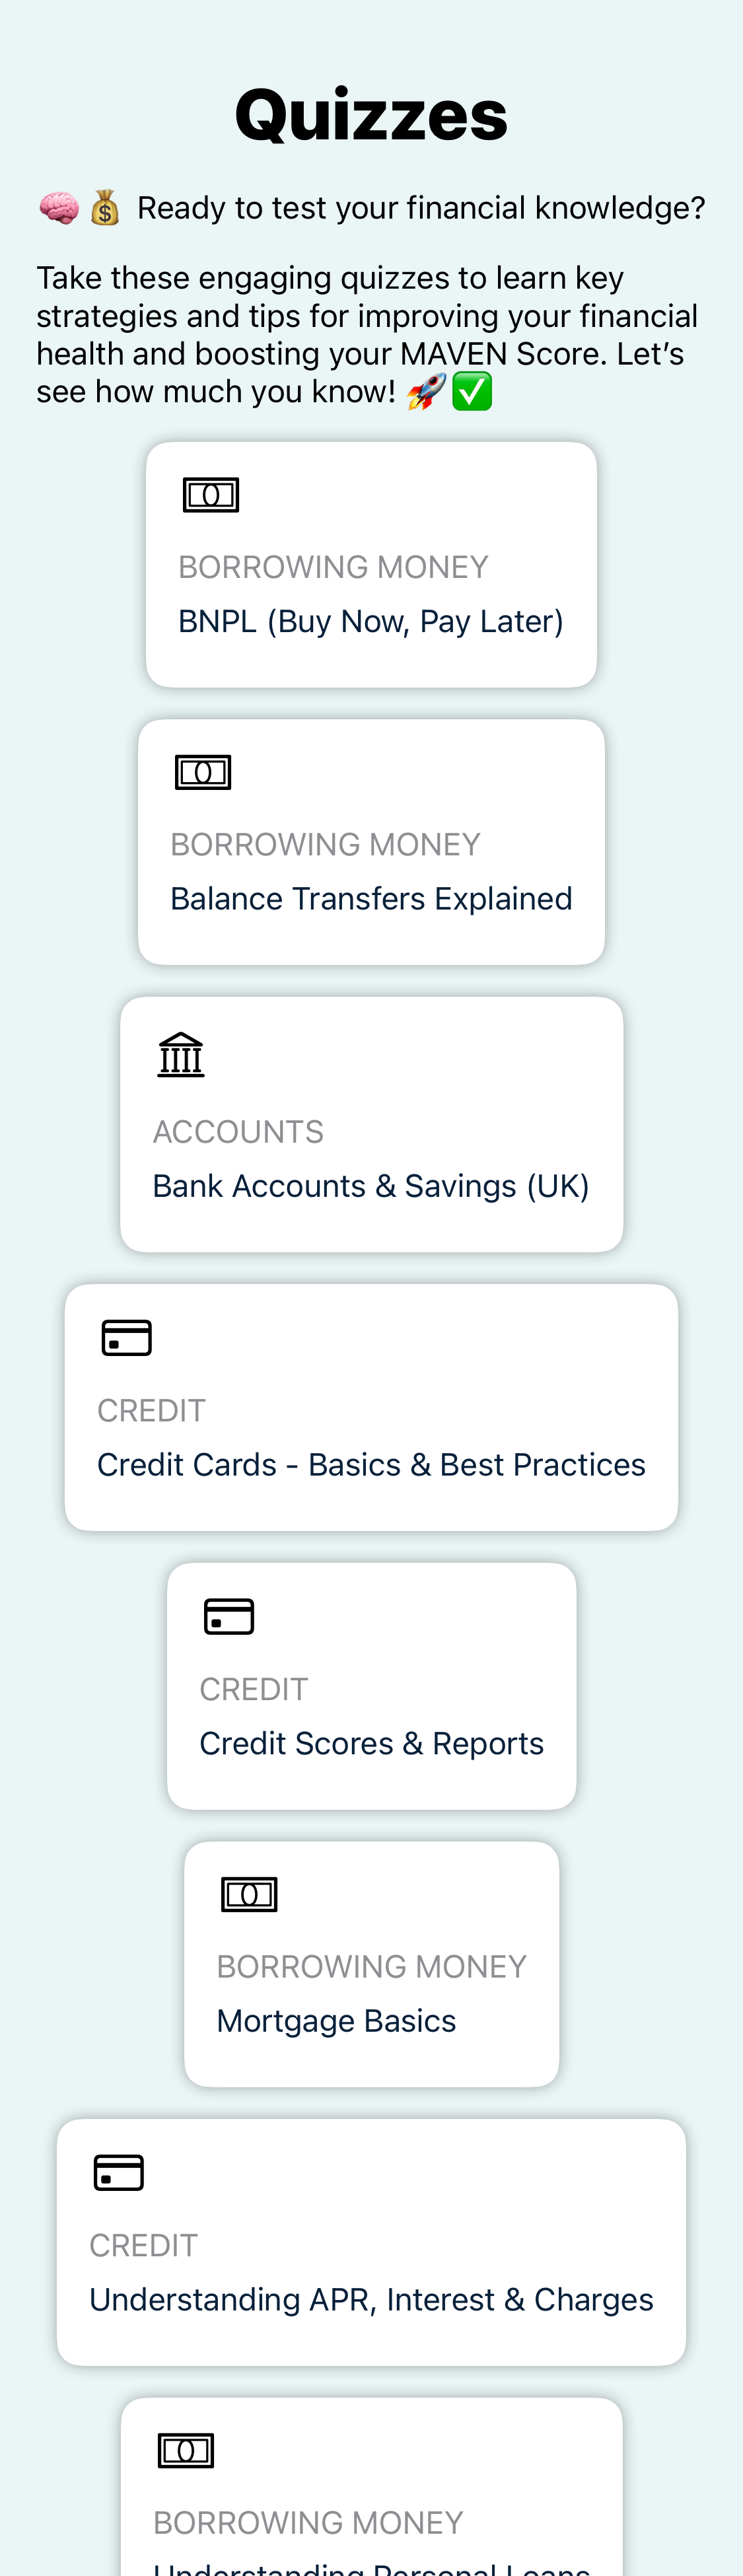 Quizzes
🧠💰 Ready to test your financial knowledge?
Take these engaging quizzes to learn key
strategies and tips for improving your financial
health and boosting your MAVEN Score. Let’s
see how much you know! 🚀✅
BORROWING MONEY
BNPL (Buy Now, Pay Later)
BORROWING MONEY
Balance Transfers Explained
ACCOUNTS
Bank Accounts & Savings (UK)
CREDIT
Credit Cards - Basics & Best Practices
CREDIT
Credit Scores & Reports
BORROWING MONEY
Mortgage Basics
CREDIT
Understanding APR, Interest & Charges
BORROWING MONEY
Understanding Personal Loans